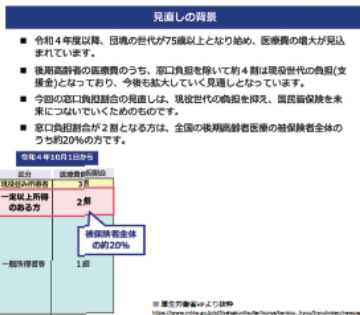 見直しの背景
■ 令和4年度以降、団塊の世代が75歳以上となり始め、医療費の増大が見込
まれています。
■ 後期高齢者の医療費のうち、窓口負担を除いて約4割は現役世代の負担(支
援金)となっており、今後も拡大していく見通しとなっています。
■ 今回の窓口負担割合の見直しは、現役世代の負担を抑え、国民皆保険を未
来につないでいくためのものです。
■ 窓口負担割合が2割となる方は、全国の後期高齢者医療の被保険者全体の
うち約20%の方です。
令和4年10月1日から
区分 医療費負担割合
現役並み所得者 3割
一定以上所得
のある方 2割
被保険者全体
の約20%
一般所得者等 1割
※ 厚生労働省HPより抜粋